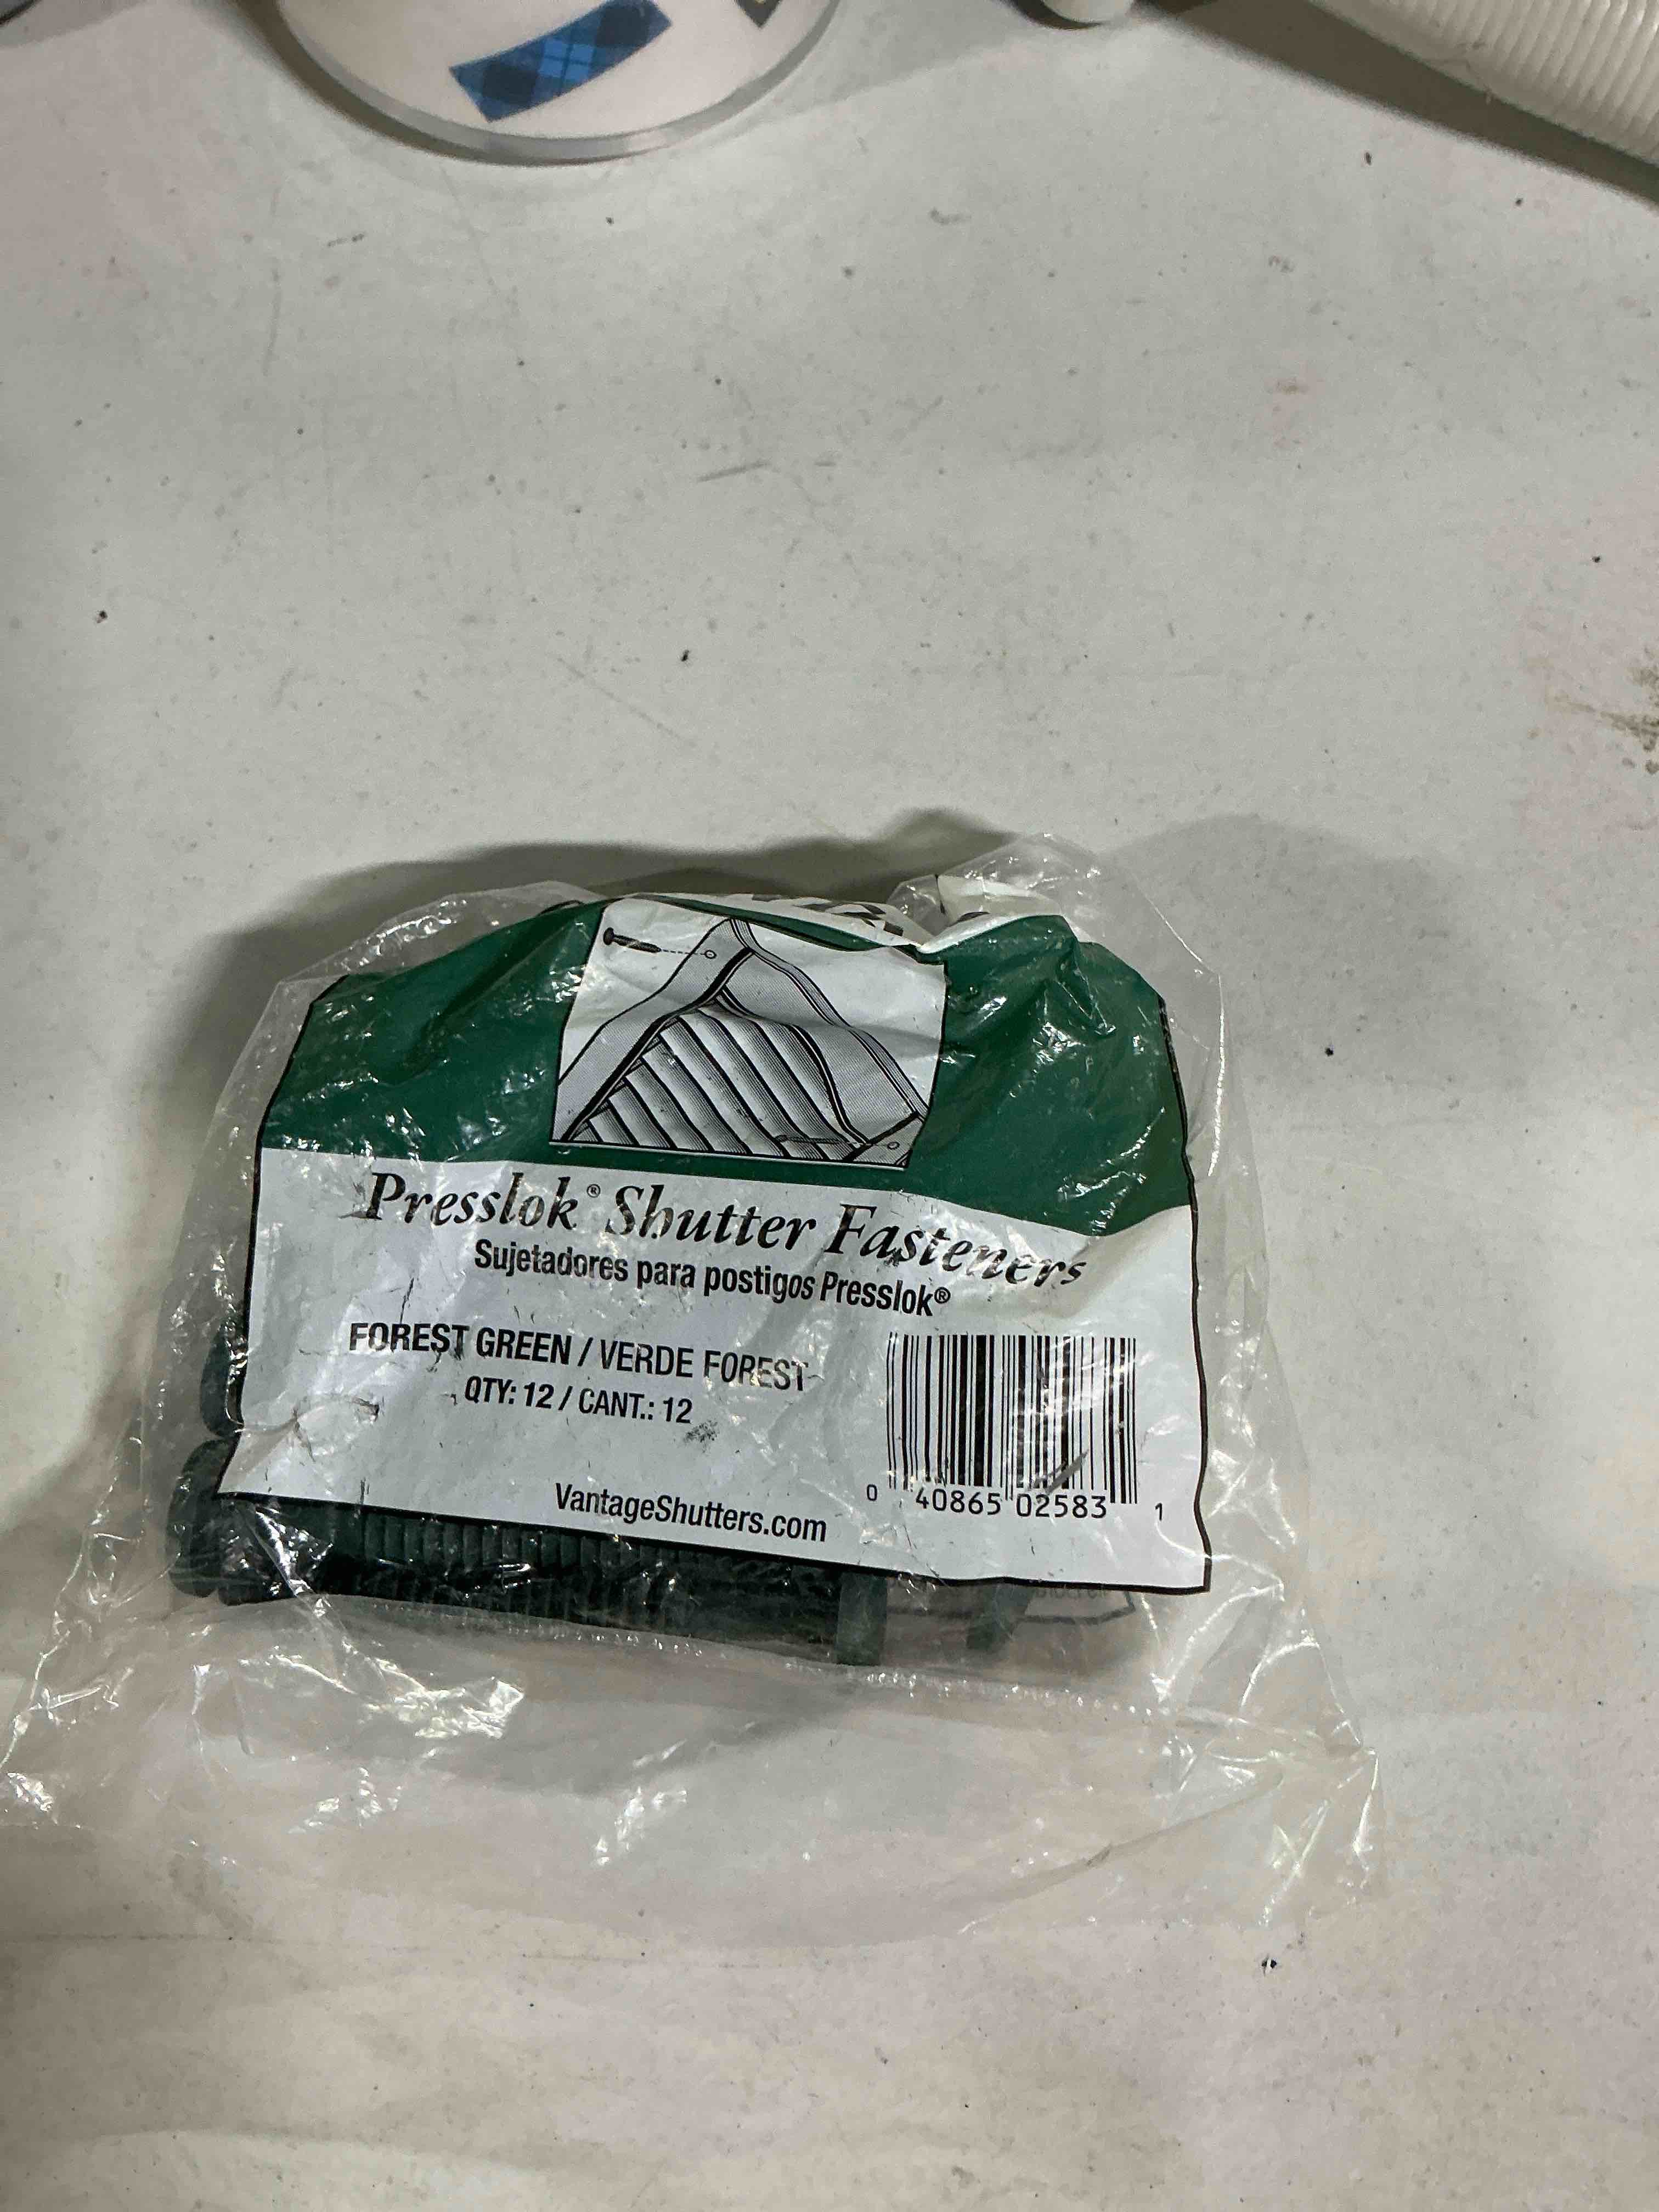 Presslok® Shutter Fasteners
Sujetadores para postigos Presslok®
FOREST GREEN / VERDE FOREST
QTY: 12 / CANT.: 12
VantageShutters.com
0 40865 02583 1